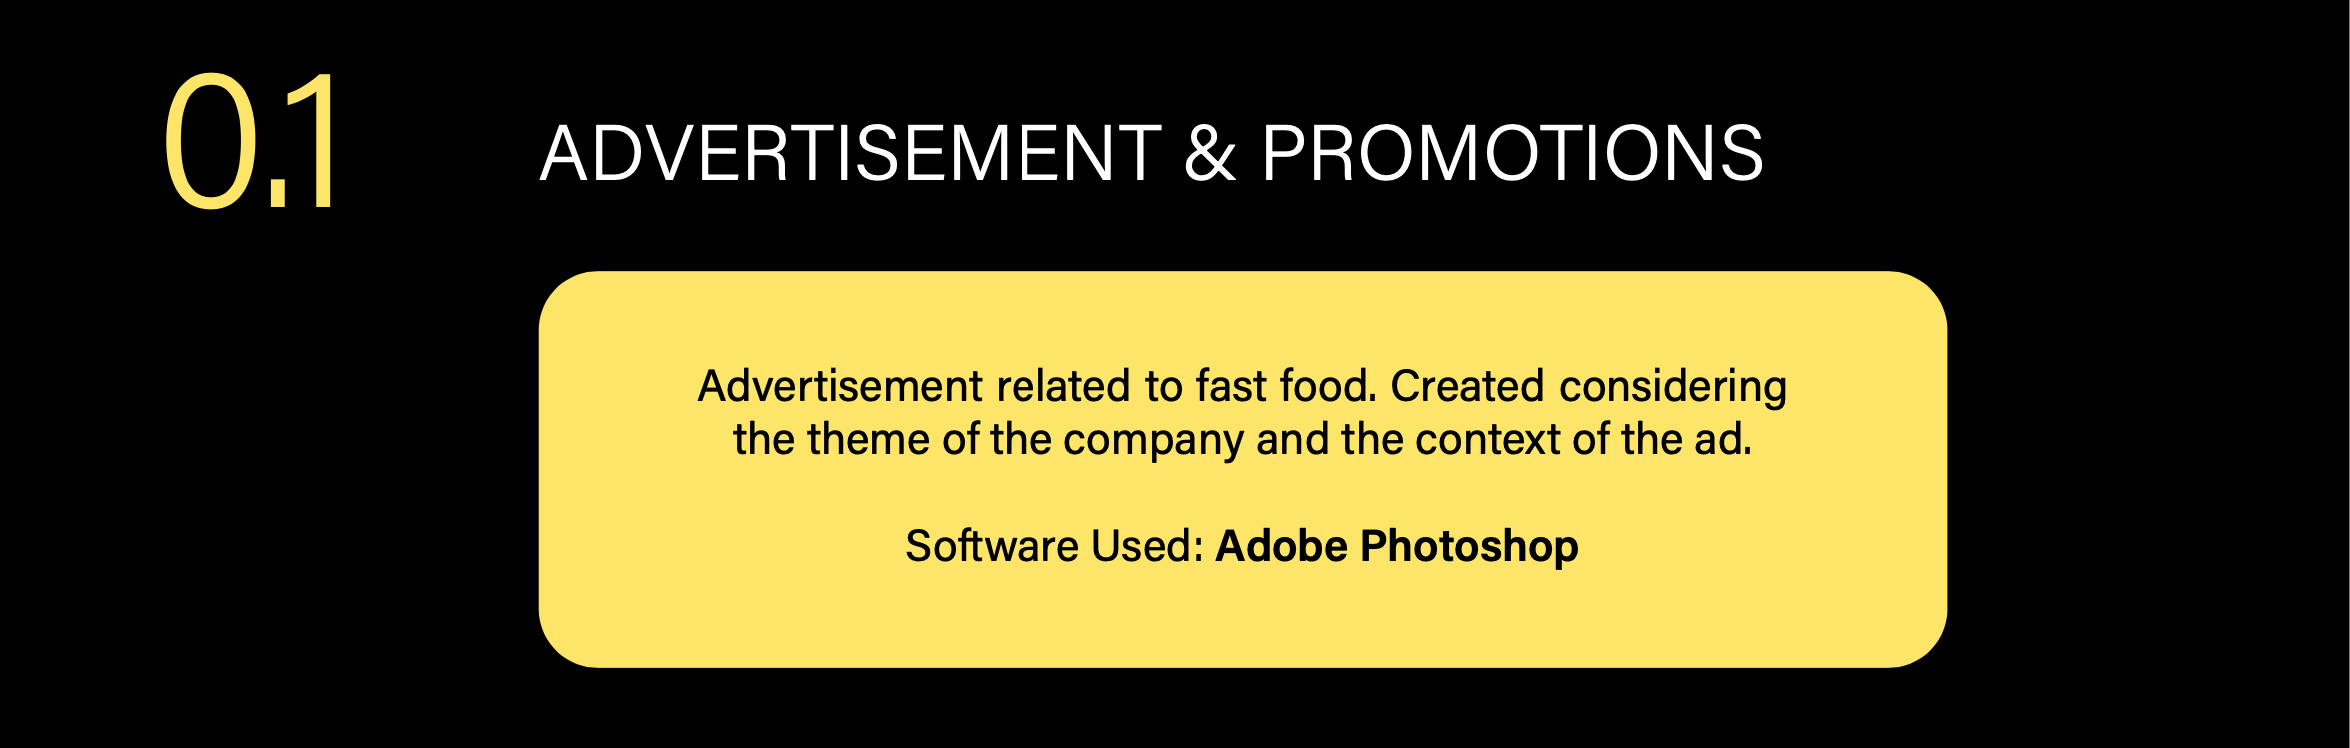 0.1
ADVERTISEMENT & PROMOTIONS
Advertisement related to fast food. Created considering
the theme of the company and the context of the ad.
Software Used: Adobe Photoshop